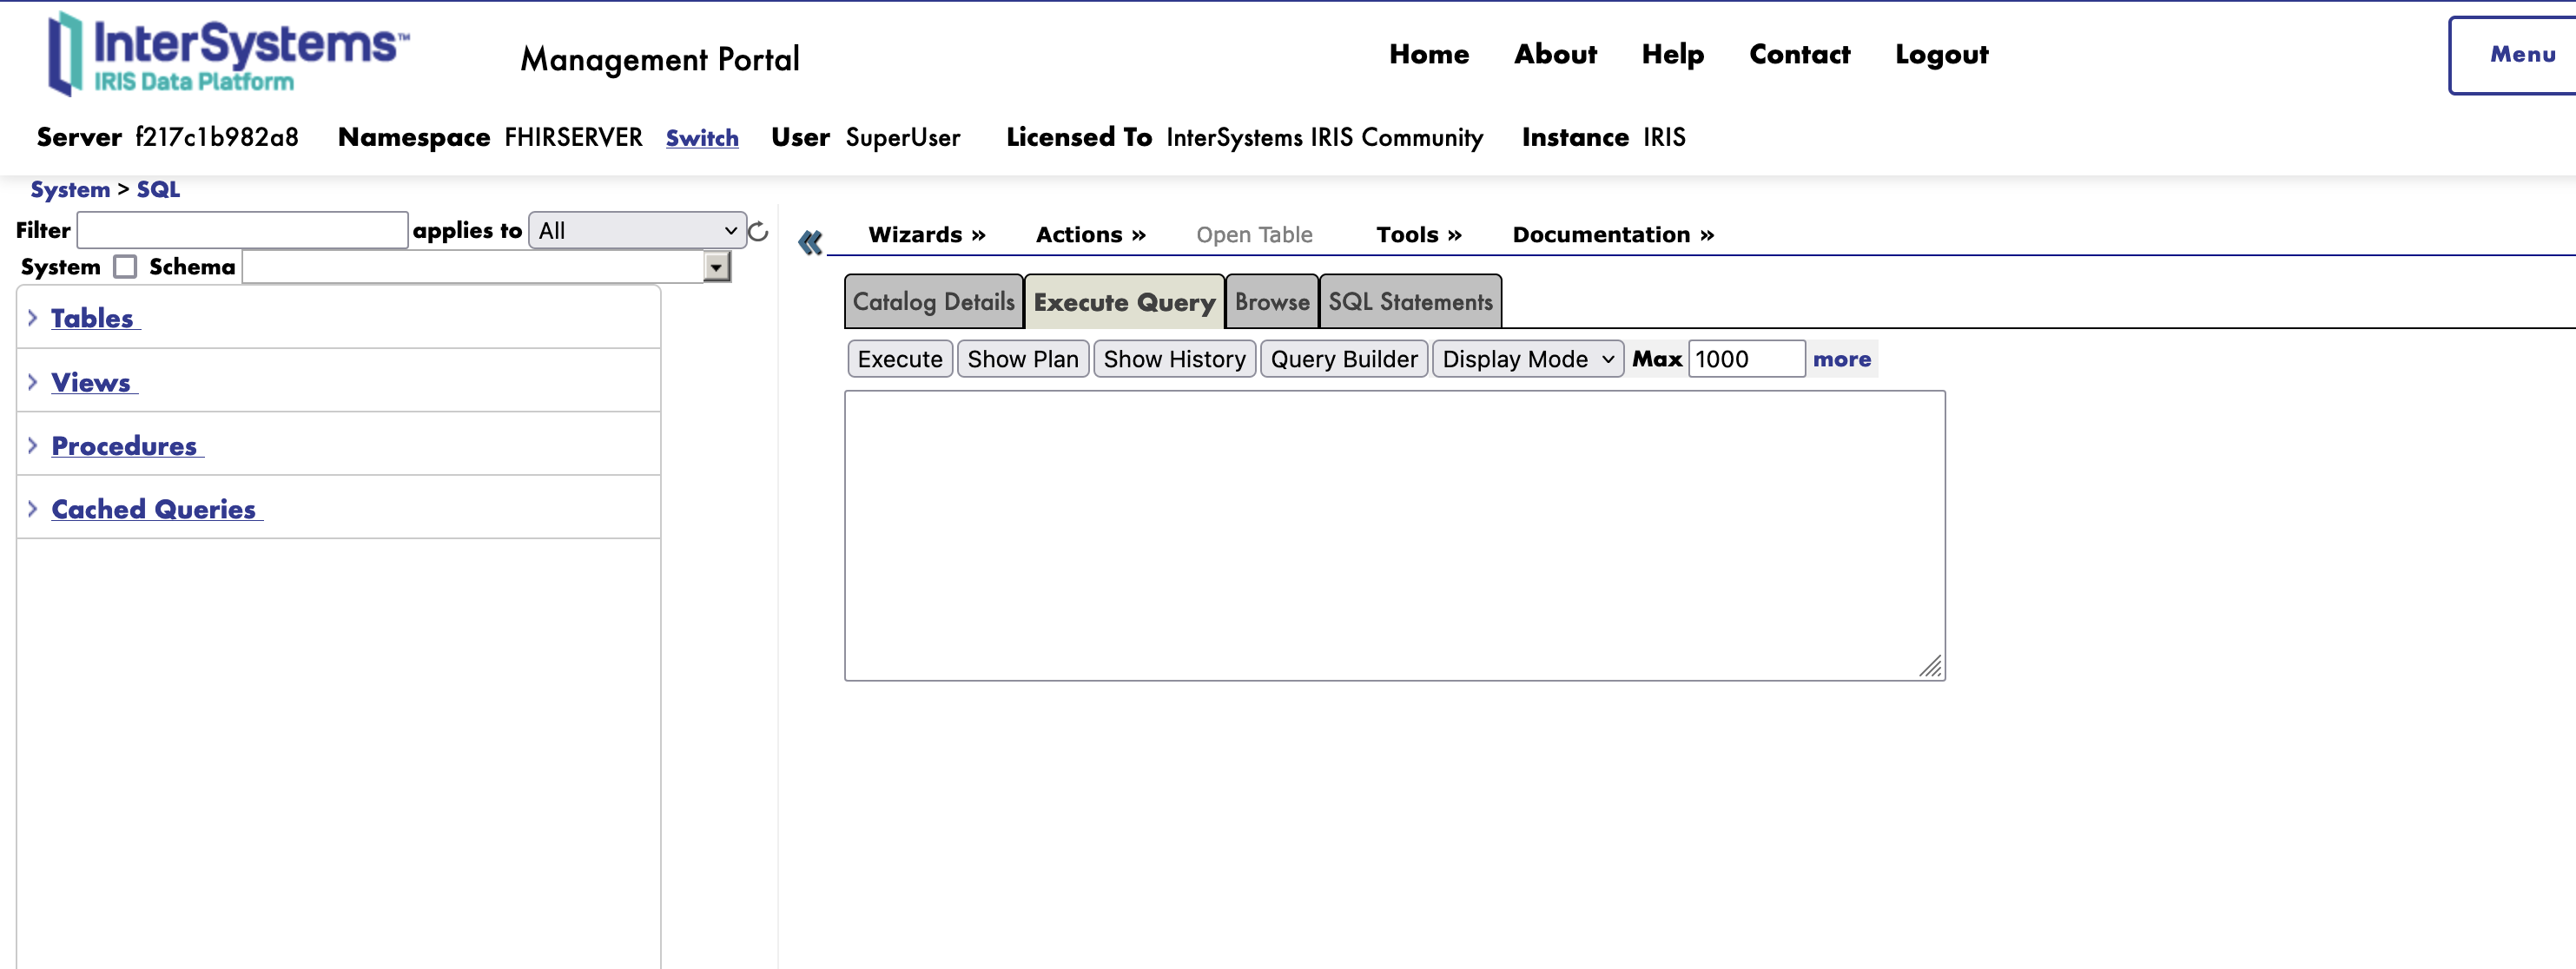 InterSystems™
IRIS Data Platform
Management Portal
Home About Help Contact Logout
Menu
Server f217c1b982a8 Namespace FHIRSERVER Switch User SuperUser Licensed To InterSystems IRIS Community Instance IRIS
System > SQL
Filter applies to All
System Schema
Tables
Views
Procedures
Cached Queries
« Wizards » Actions » Open Table Tools » Documentation »
Catalog Details Execute Query Browse SQL Statements
Execute Show Plan Show History Query Builder Display Mode Max 1000 more